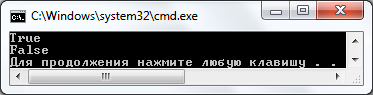 C:\Windows\system32\cmd.exe
True
False
Для продолжения нажмите любую клавишу . .